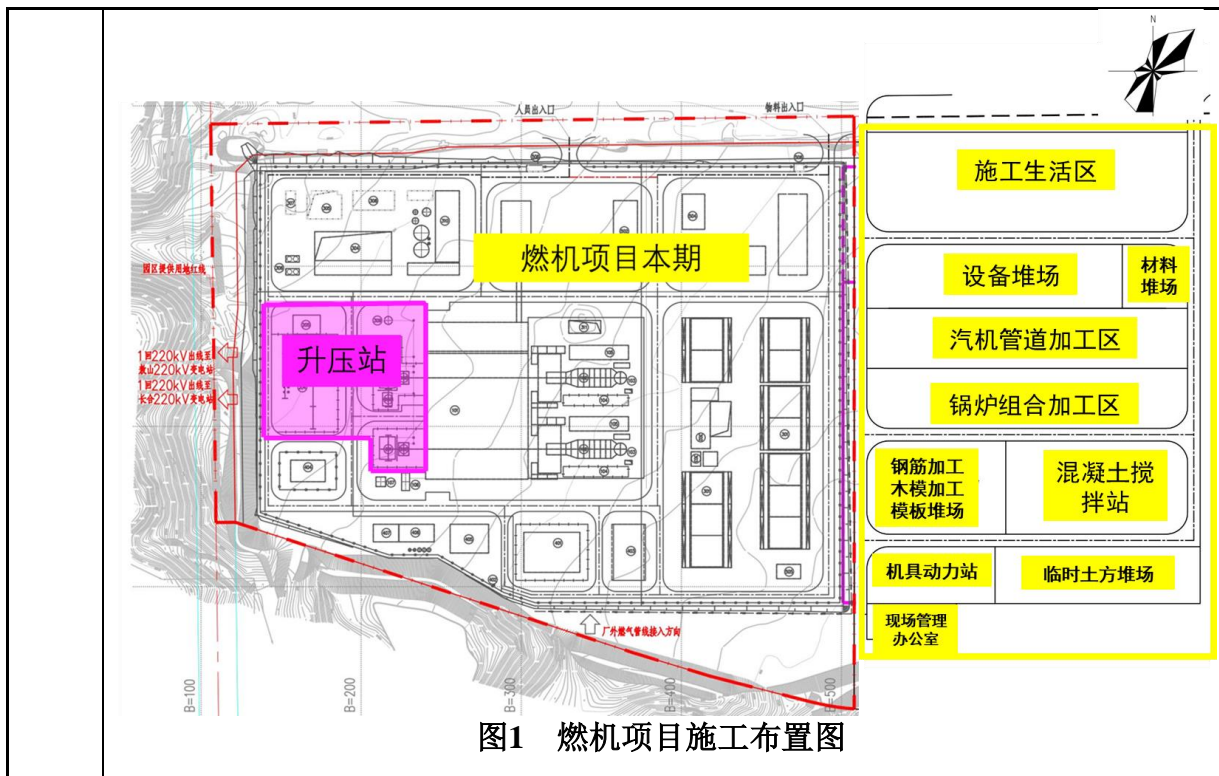 N
人员出入口
物料出入口
施工生活区
燃机项目本期
设备堆场
材料
堆场
园区提供用地红线
汽机管道加工区
升压站
1回220kV出线至
敖山220kV变电站
1回220kV出线至
长合220kV变电站
锅炉组合加工区
钢筋加工
木模加工
模板堆场
混凝土搅
拌站
机具动力站
临时土方堆场
现场管理
办公室
厂外燃气管线接入方向
B=100
B=200
B=300
B=400
B=500
图1 燃机项目施工布置图